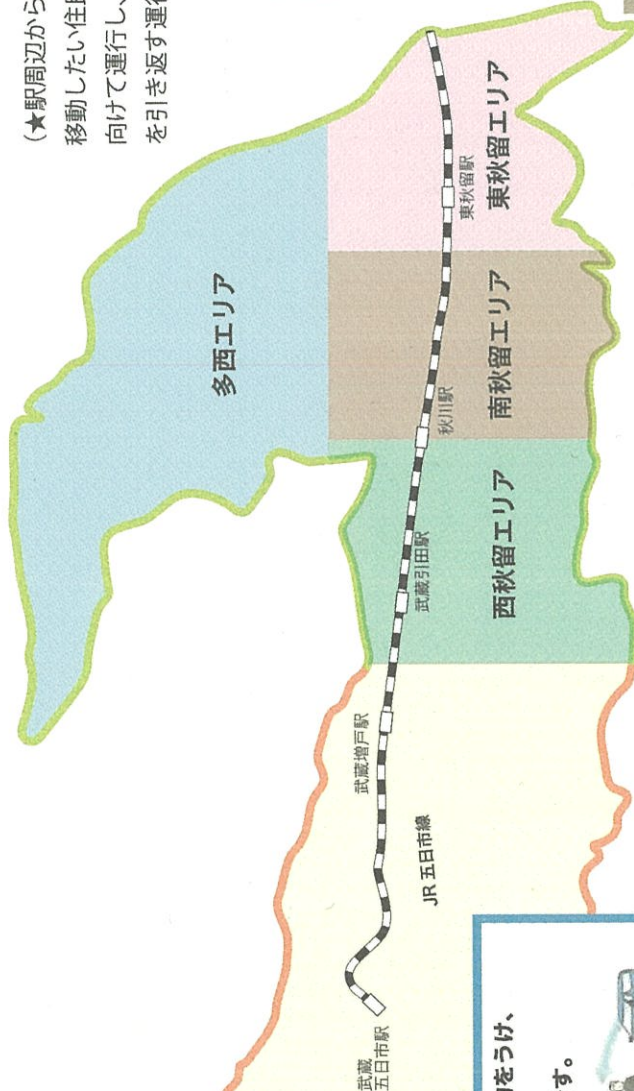 (★駅周辺から
移動したい住民
向けて運行し、
を引き返す運行
多西エリア
東秋留駅
東秋留エリア
秋川駅
南秋留エリア
武蔵引田駅
西秋留エリア
武蔵増戸駅
JR 五日市線
武蔵
五日市駅
をうけ、
す。